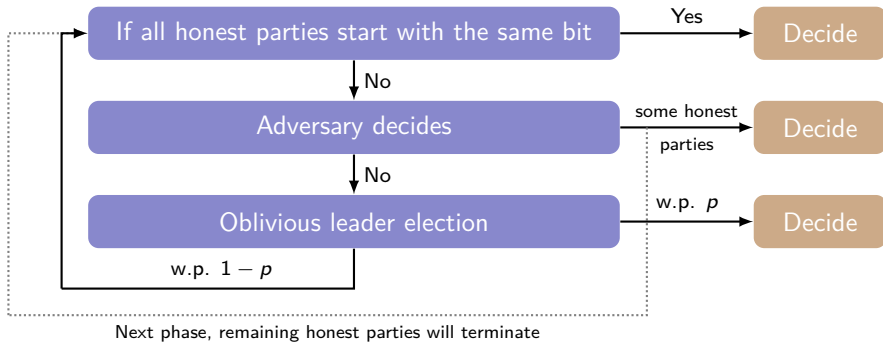 If all honest parties start with the same bit
Yes
Decide
No
Adversary decides
some honest
parties
Decide
No
Oblivious leader election
w.p. p
Decide
w.p. 1 − p
Next phase, remaining honest parties will terminate